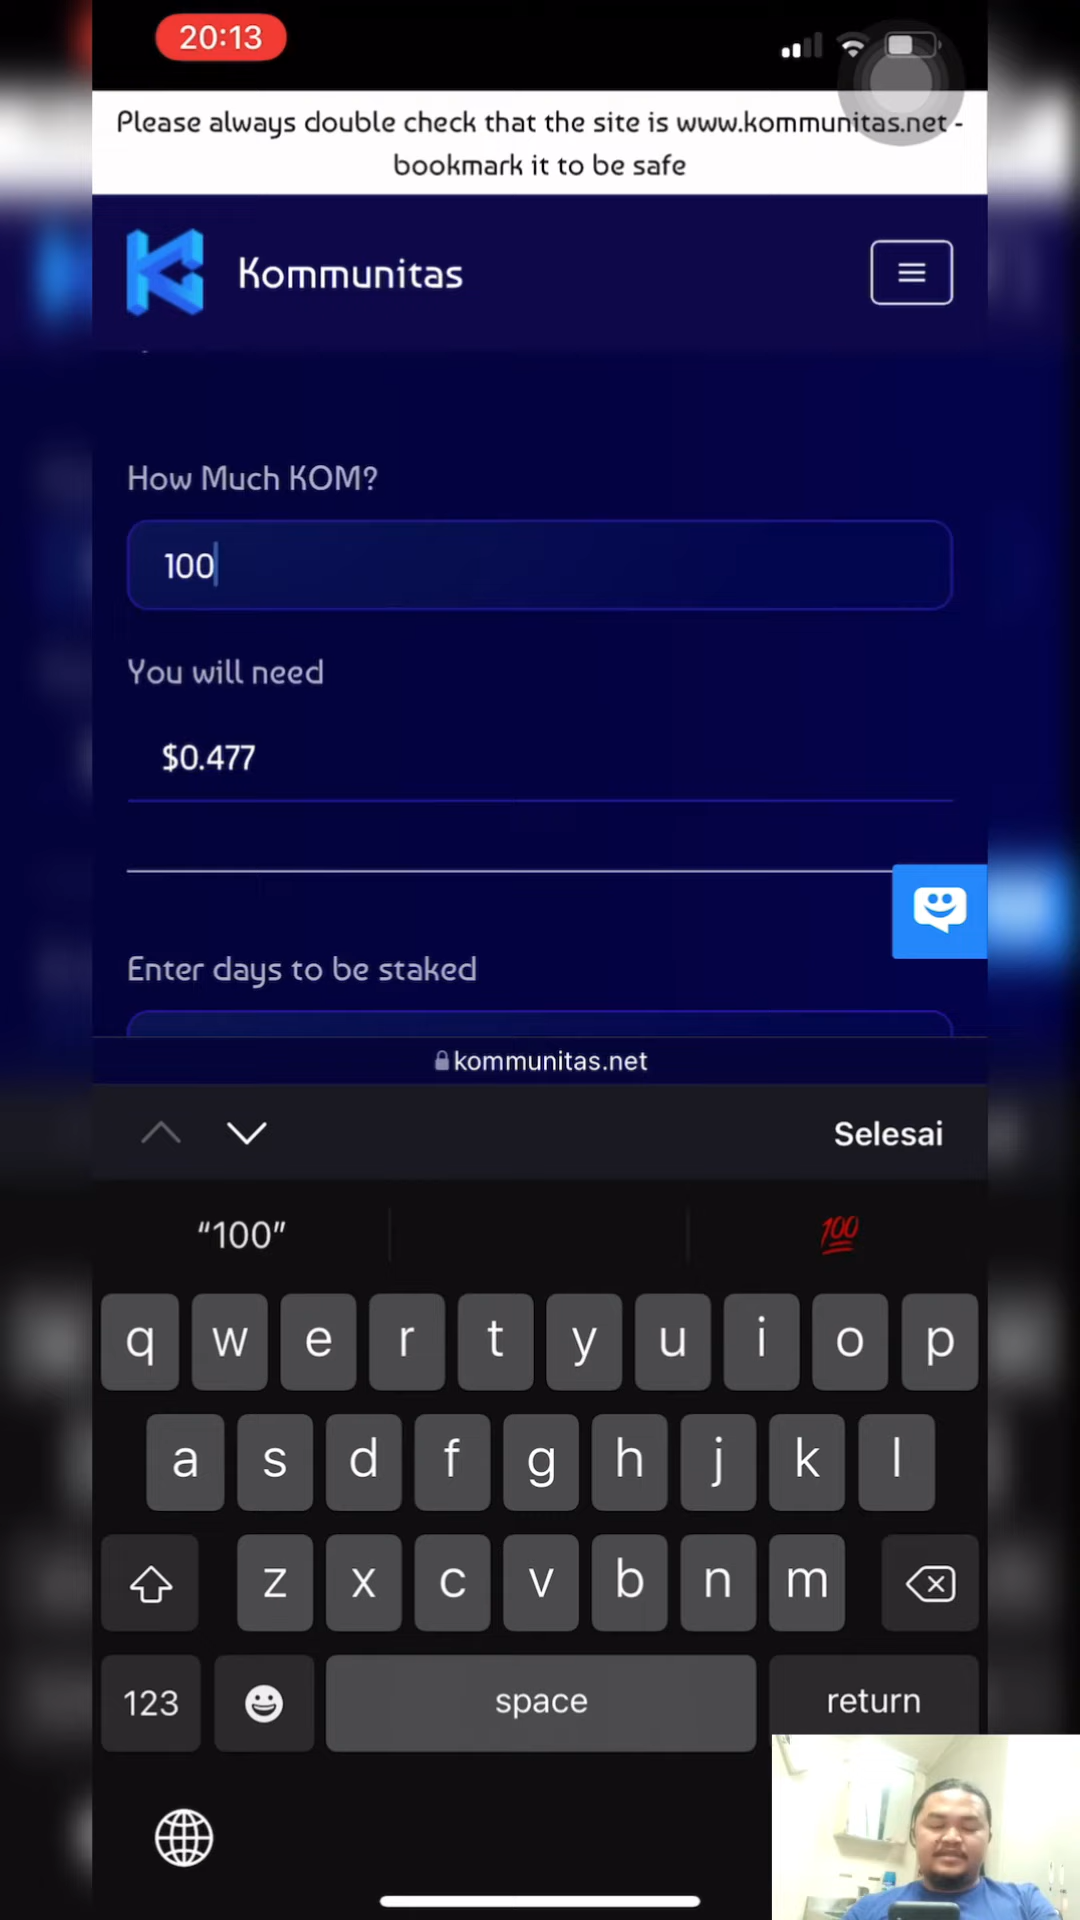 20:13
Please always double check that the site is www.kommunitas.net -
bookmark it to be safe
Kommunitas
How Much KOM?
100
You will need
$0.477
Enter days to be staked
kommunitas.net
Selesai
“100” 💯
q w e r t y u i o p
a s d f g h j k l
z x c v b n m
123 space return